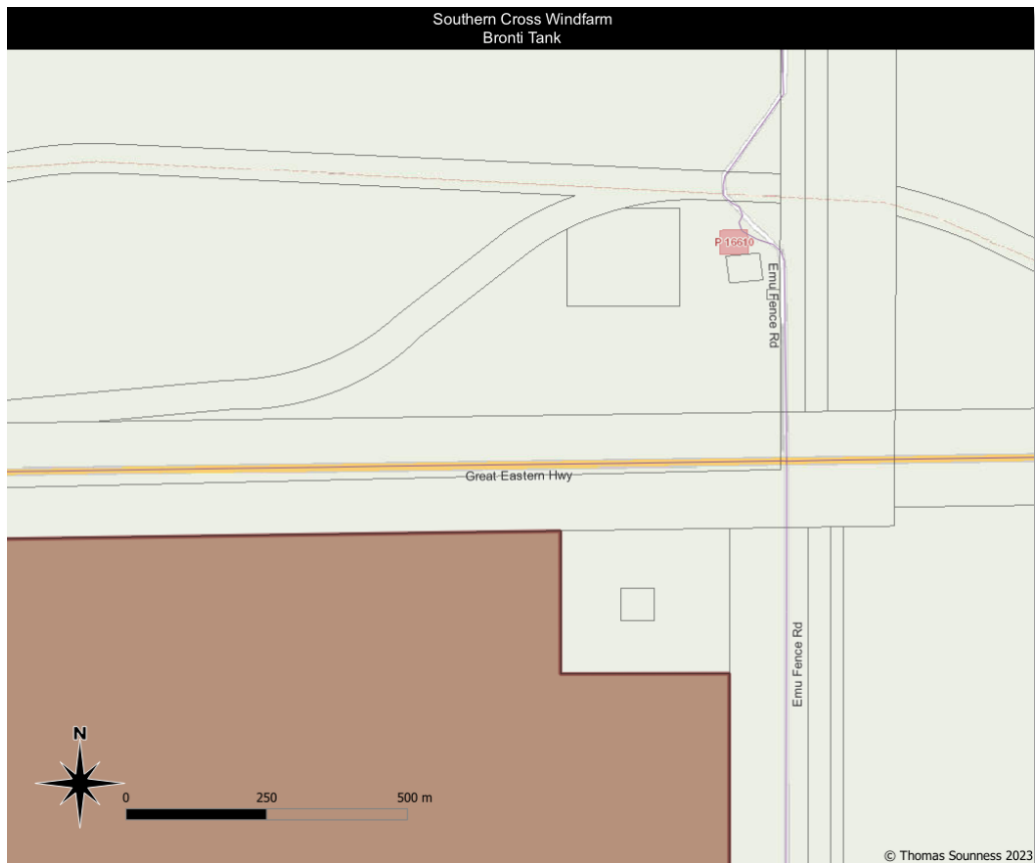 Southern Cross Windfarm
Bronti Tank
P 16610
Emu Fence Rd
Great Eastern Hwy
Emu Fence Rd
N
0 250 500 m
© Thomas Sounness 2023